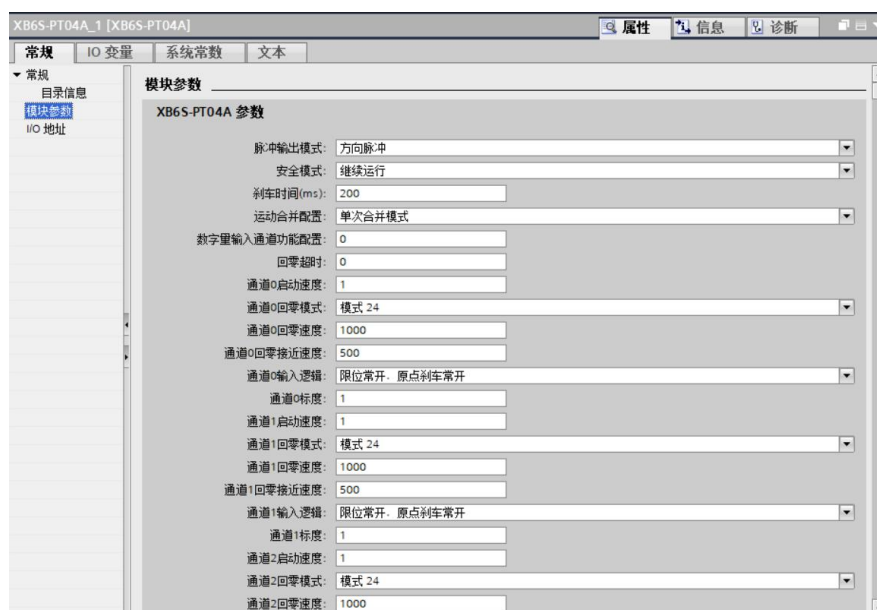 XB6S-PT04A_1 [XB6S-PT04A]
属性 信息 诊断
常规 IO 变量 系统常数 文本
常规
目录信息
模块参数
I/O 地址
模块参数
XB6S-PT04A 参数
脉冲输出模式: 方向脉冲
安全模式: 继续运行
刹车时间(ms): 200
运动合并配置: 单次合并模式
数字里输入通道功能配置: 0
回零超时: 0
通道0启动速度: 1
通道0回零模式: 模式 24
通道0回零速度: 1000
通道0回零接近速度: 500
通道0输入逻辑: 限位常开，原点刹车常开
通道0标度: 1
通道1启动速度: 1
通道1回零模式: 模式 24
通道1回零速度: 1000
通道1回零接近速度: 500
通道1输入逻辑: 限位常开，原点刹车常开
通道1标度: 1
通道2启动速度: 1
通道2回零模式: 模式 24
通道2回零速度: 1000